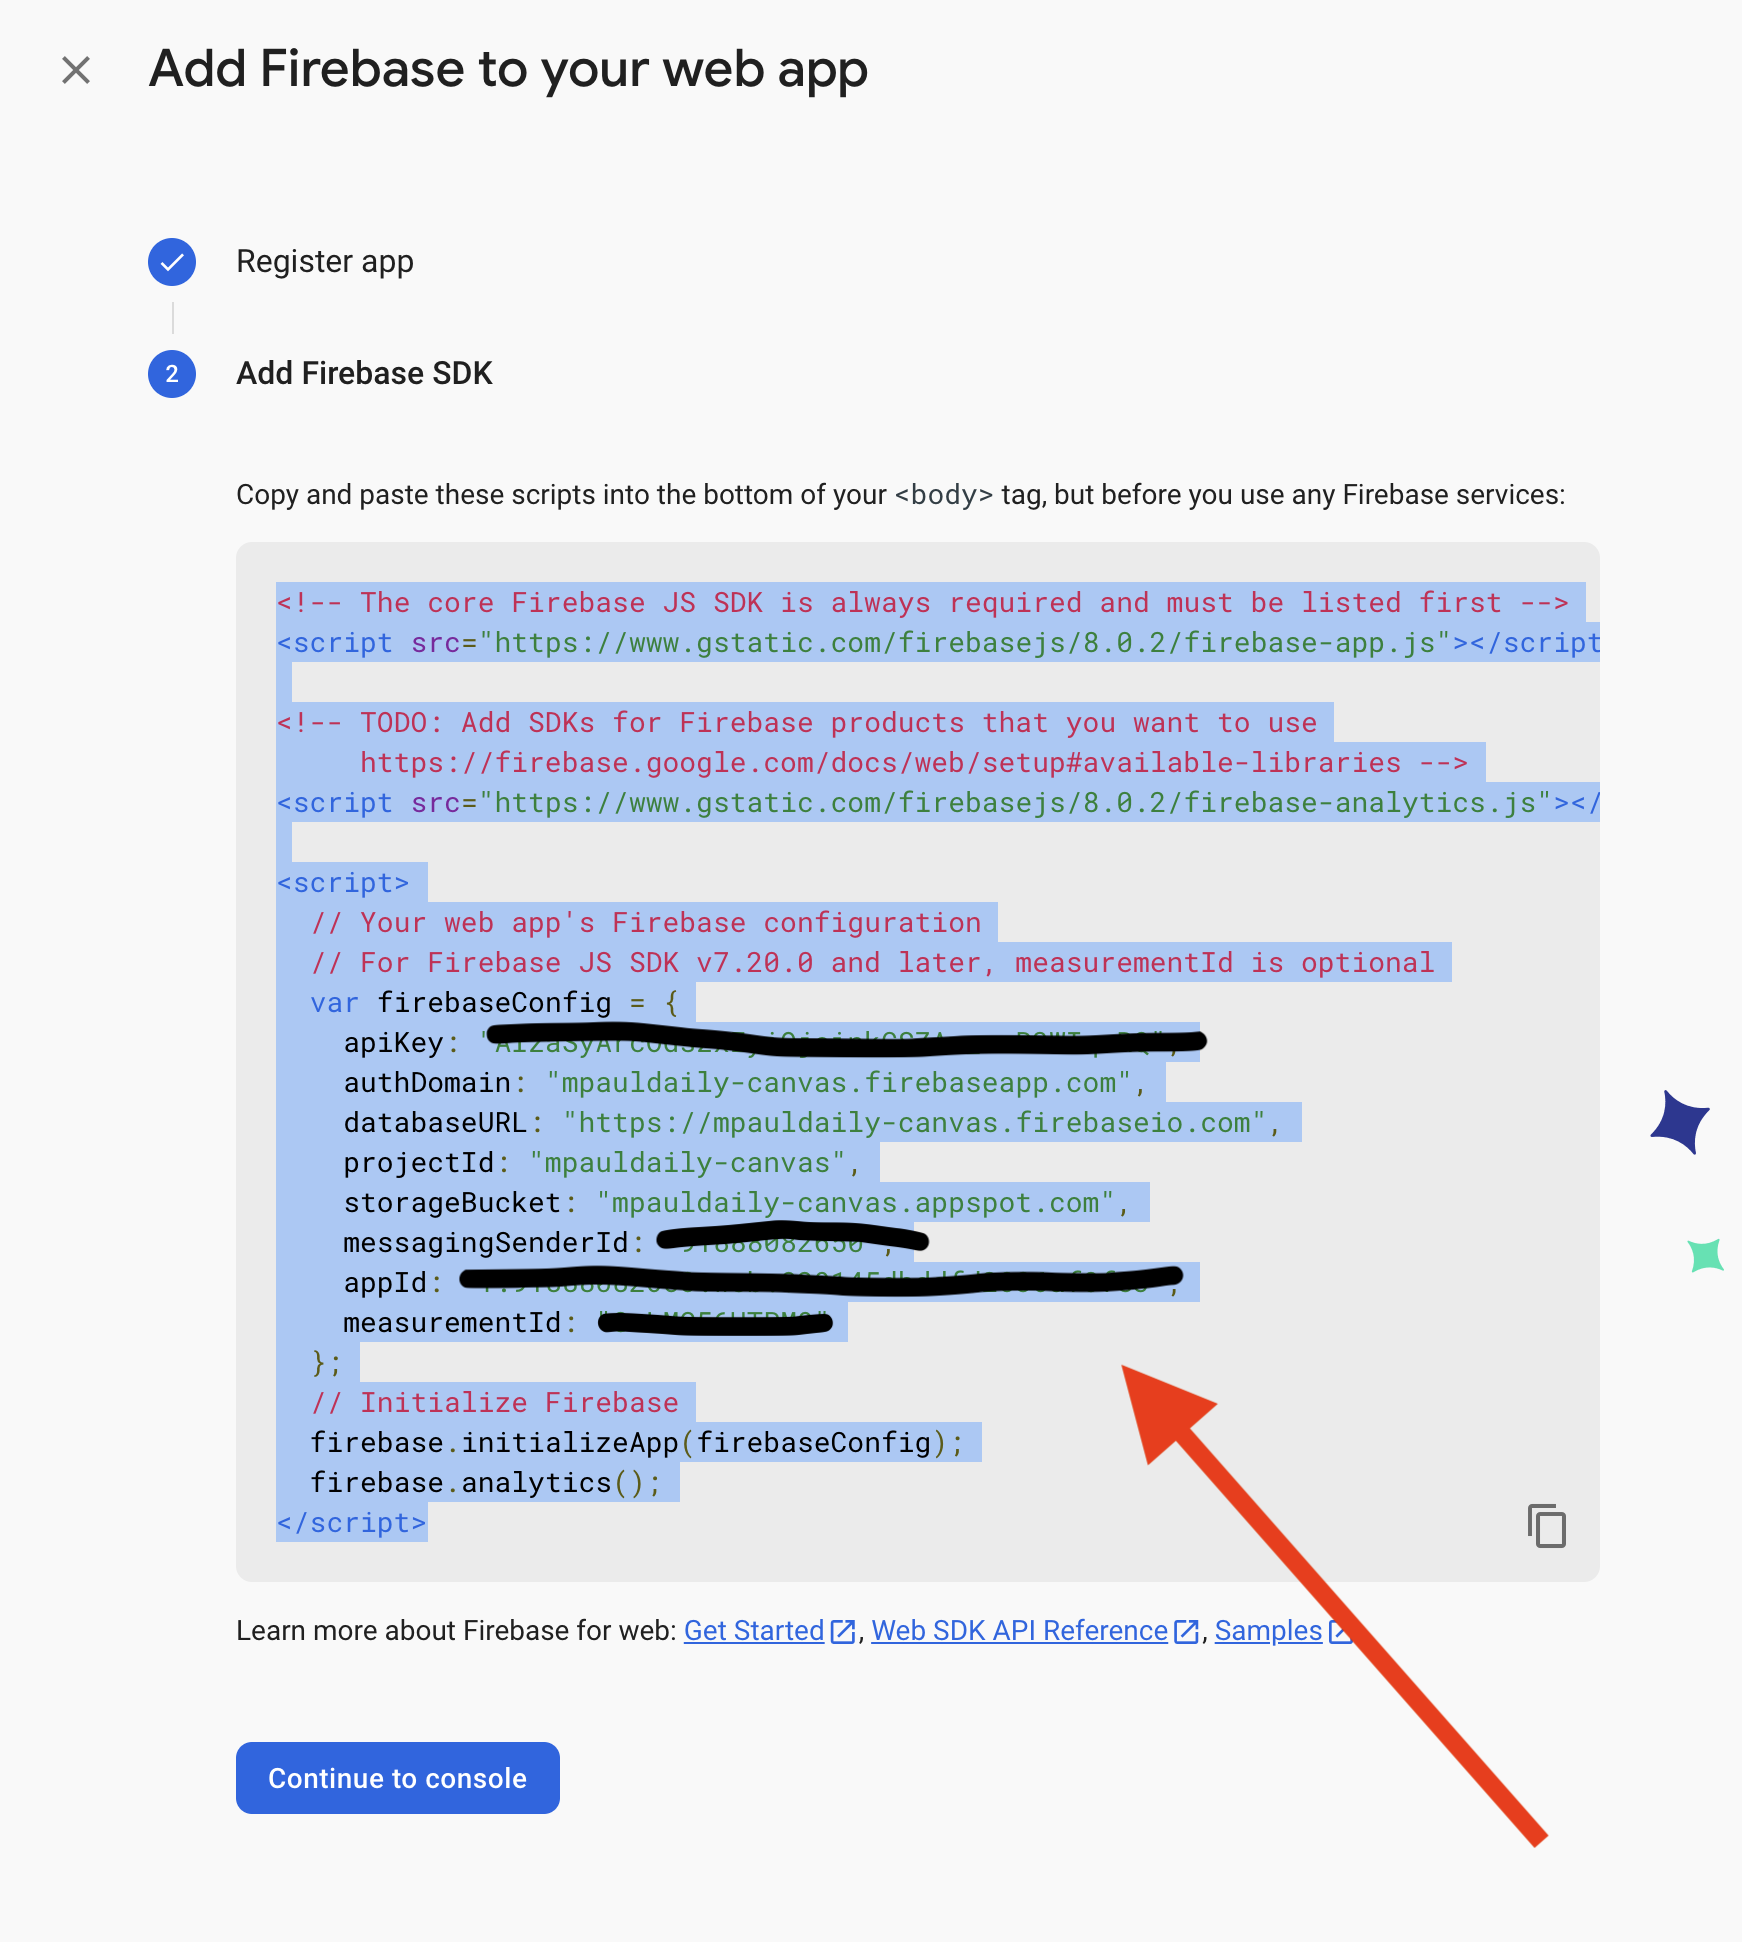 Add Firebase to your web app
Register app
2 Add Firebase SDK
Copy and paste these scripts into the bottom of your <body> tag, but before you use any Firebase services:
<!-- The core Firebase JS SDK is always required and must be listed first -->
<script src="https://www.gstatic.com/firebasejs/8.0.2/firebase-app.js"></script
<!-- TODO: Add SDKs for Firebase products that you want to use
https://firebase.google.com/docs/web/setup#available-libraries -->
<script src="https://www.gstatic.com/firebasejs/8.0.2/firebase-analytics.js"></
<script>
// Your web app's Firebase configuration
// For Firebase JS SDK v7.20.0 and later, measurementId is optional
var firebaseConfig = {
apiKey:
authDomain: "mpauldaily-canvas.firebaseapp.com",
databaseURL: "https://mpauldaily-canvas.firebaseio.com",
projectId: "mpauldaily-canvas",
storageBucket: "mpauldaily-canvas.appspot.com",
messagingSenderId:
appId:
measurementId:
};
// Initialize Firebase
firebase.initializeApp(firebaseConfig);
firebase.analytics();
</script>
Learn more about Firebase for web: Get Started, Web SDK API Reference, Samples
Continue to console